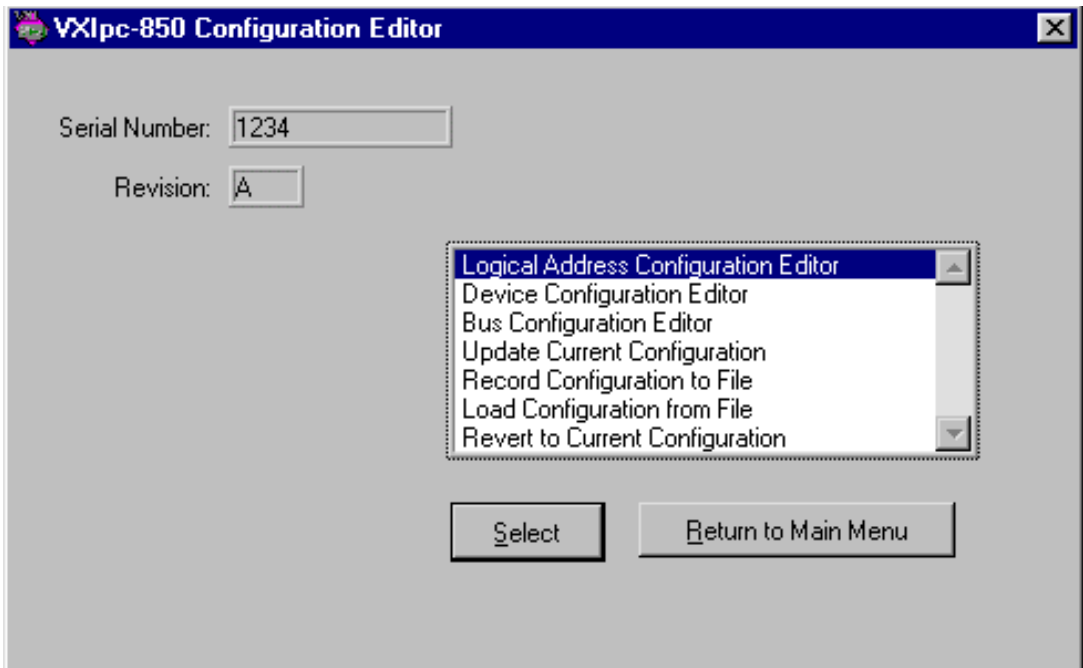 VXIpc-850 Configuration Editor
Serial Number: 1234
Revision: A
Logical Address Configuration Editor
Device Configuration Editor
Bus Configuration Editor
Update Current Configuration
Record Configuration to File
Load Configuration from File
Revert to Current Configuration
Select Return to Main Menu